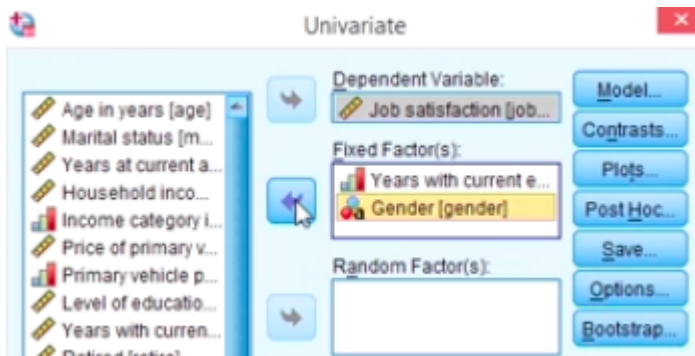 Univariate
Age in years [age]
Marital status [m...
Years at current a...
Household inco...
Income category i...
Price of primary v...
Primary vehicle p...
Level of educatio...
Years with curren...
Retired [retire]
Dependent Variable:
Job satisfaction [job...
Fixed Factor(s):
Years with current e...
Gender [gender]
Random Factor(s):
Model...
Contrasts...
Plots...
Post Hoc...
Save...
Options...
Bootstrap...